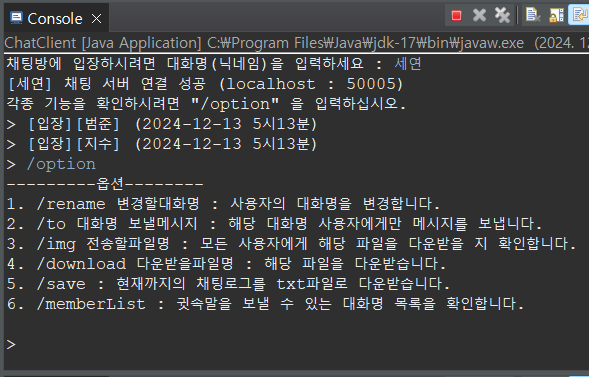 Console
ChatClient [Java Application] C:\Program Files\Java\jdk-17\bin\javaw.exe (2024. 12
채팅방에 입장하시려면 대화명(닉네임)을 입력하세요 : 세연
[세연] 채팅 서버 연결 성공 (localhost : 50005)
각종 기능을 확인하시려면 "/option" 을 입력하십시오.
> [입장][범준] (2024-12-13 5시13분)
> [입장][지수] (2024-12-13 5시13분)
> /option
---------옵션--------
1. /rename 변경할대화명 : 사용자의 대화명을 변경합니다.
2. /to 대화명 보낼메시지 : 해당 대화명 사용자에게만 메시지를 보냅니다.
3. /img 전송할파일명 : 모든 사용자에게 해당 파일을 다운받을 지 확인합니다.
4. /download 다운받을파일명 : 해당 파일을 다운받습니다.
5. /save : 현재까지의 채팅로그를 txt파일로 다운받습니다.
6. /memberList : 귓속말을 보낼 수 있는 대화명 목록을 확인합니다.
>